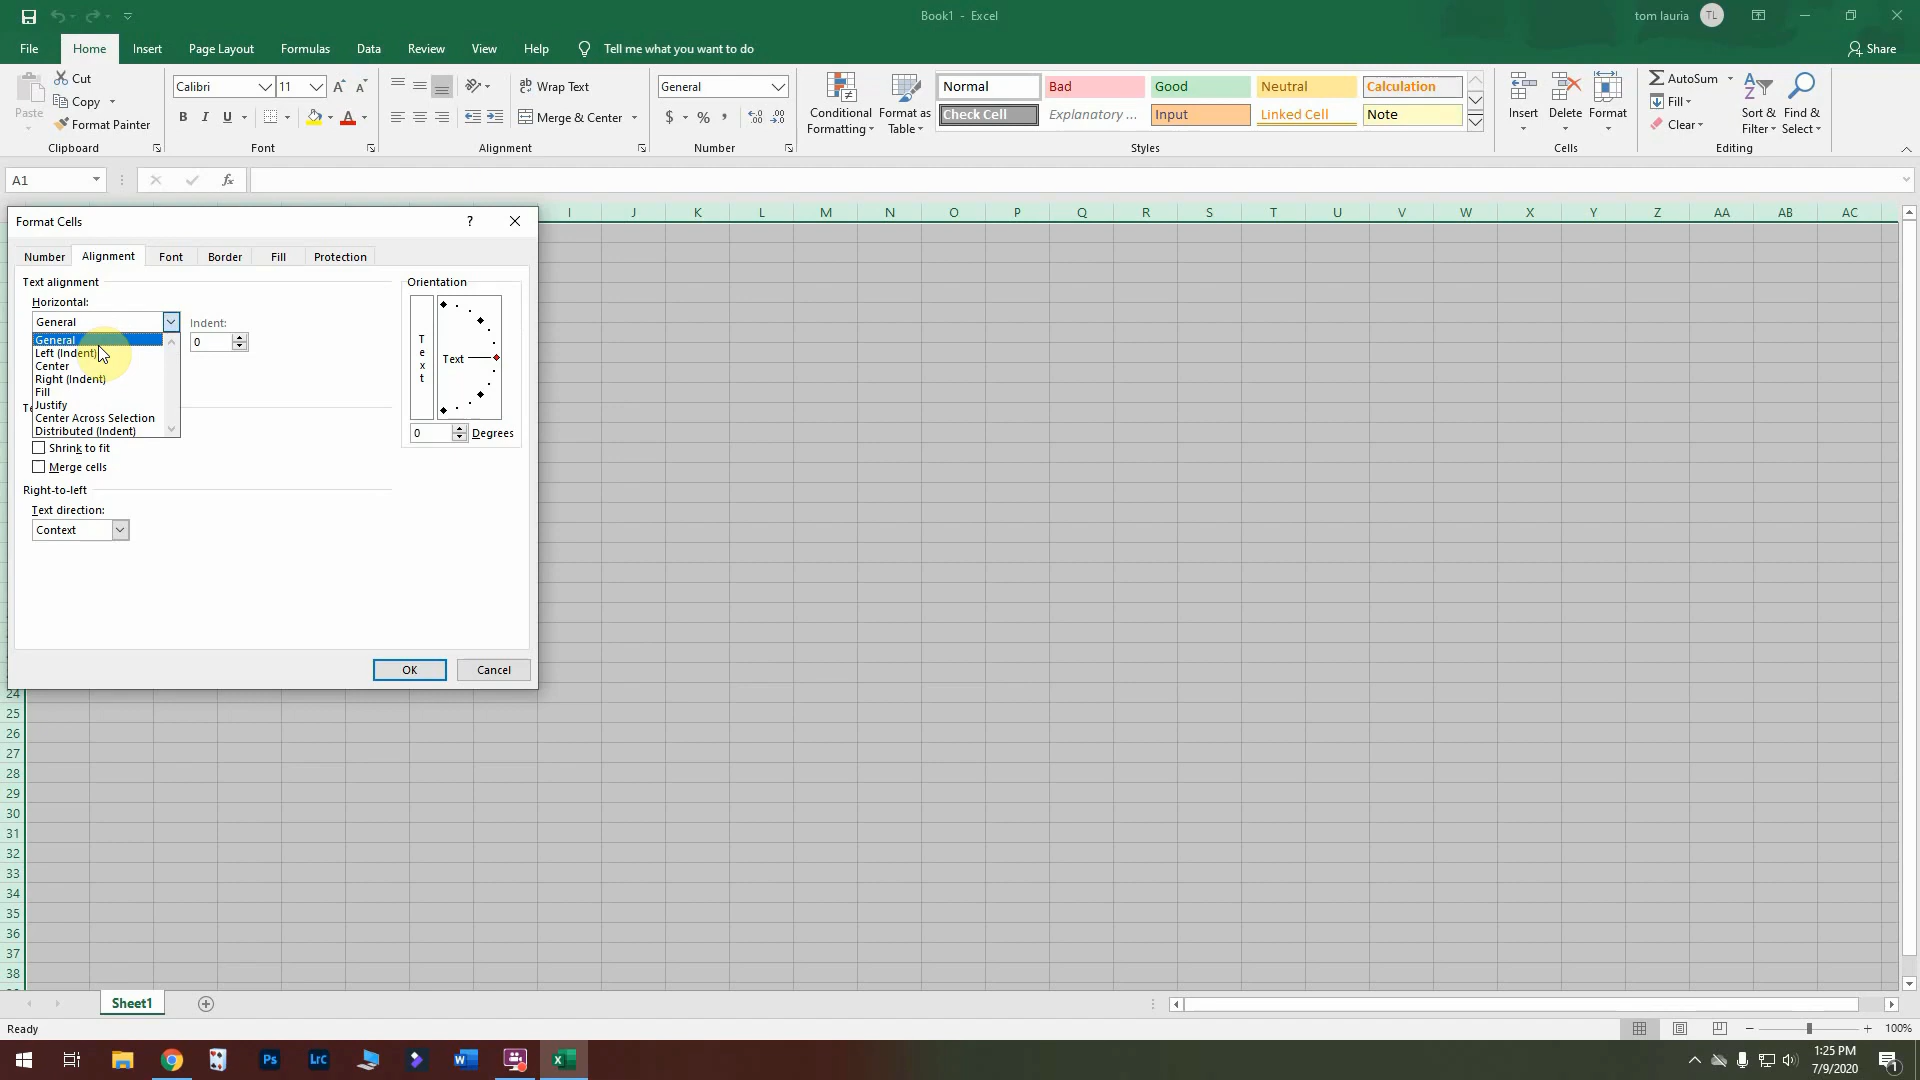 Book1 - Excel
tom lauria TL
File Home Insert Page Layout Formulas Data Review View Help Tell me what you want to do Share
Paste
Cut
Copy
Format Painter
Clipboard
Calibri 11
B I U A
Font
Wrap Text
Merge & Center
Alignment
General
$ % ,
Number
Conditional Formatting
Format as Table
Normal Bad Good Neutral Calculation
Check Cell Explanatory ... Input Linked Cell Note
Styles
Insert Delete Format
Cells
AutoSum
Fill
Clear
Sort & Filter
Find & Select
Editing
A1
fx
I J K L M N O P Q R S T U V W X Y Z AA AB AC
Format Cells
?
Number Alignment Font Border Fill Protection
Text alignment
Horizontal:
General
General
Left (Indent)
Center
Right (Indent)
Fill
Justify
Center Across Selection
Distributed (Indent)
Indent:
0
Te
Shrink to fit
Merge cells
Right-to-left
Text direction:
Context
Orientation
Text
Text
0 Degrees
OK Cancel
24
25
26
27
28
29
30
31
32
33
34
35
36
37
38
Sheet1
Ready
100%
Ps Lrc W
1:25 PM
7/9/2020
1